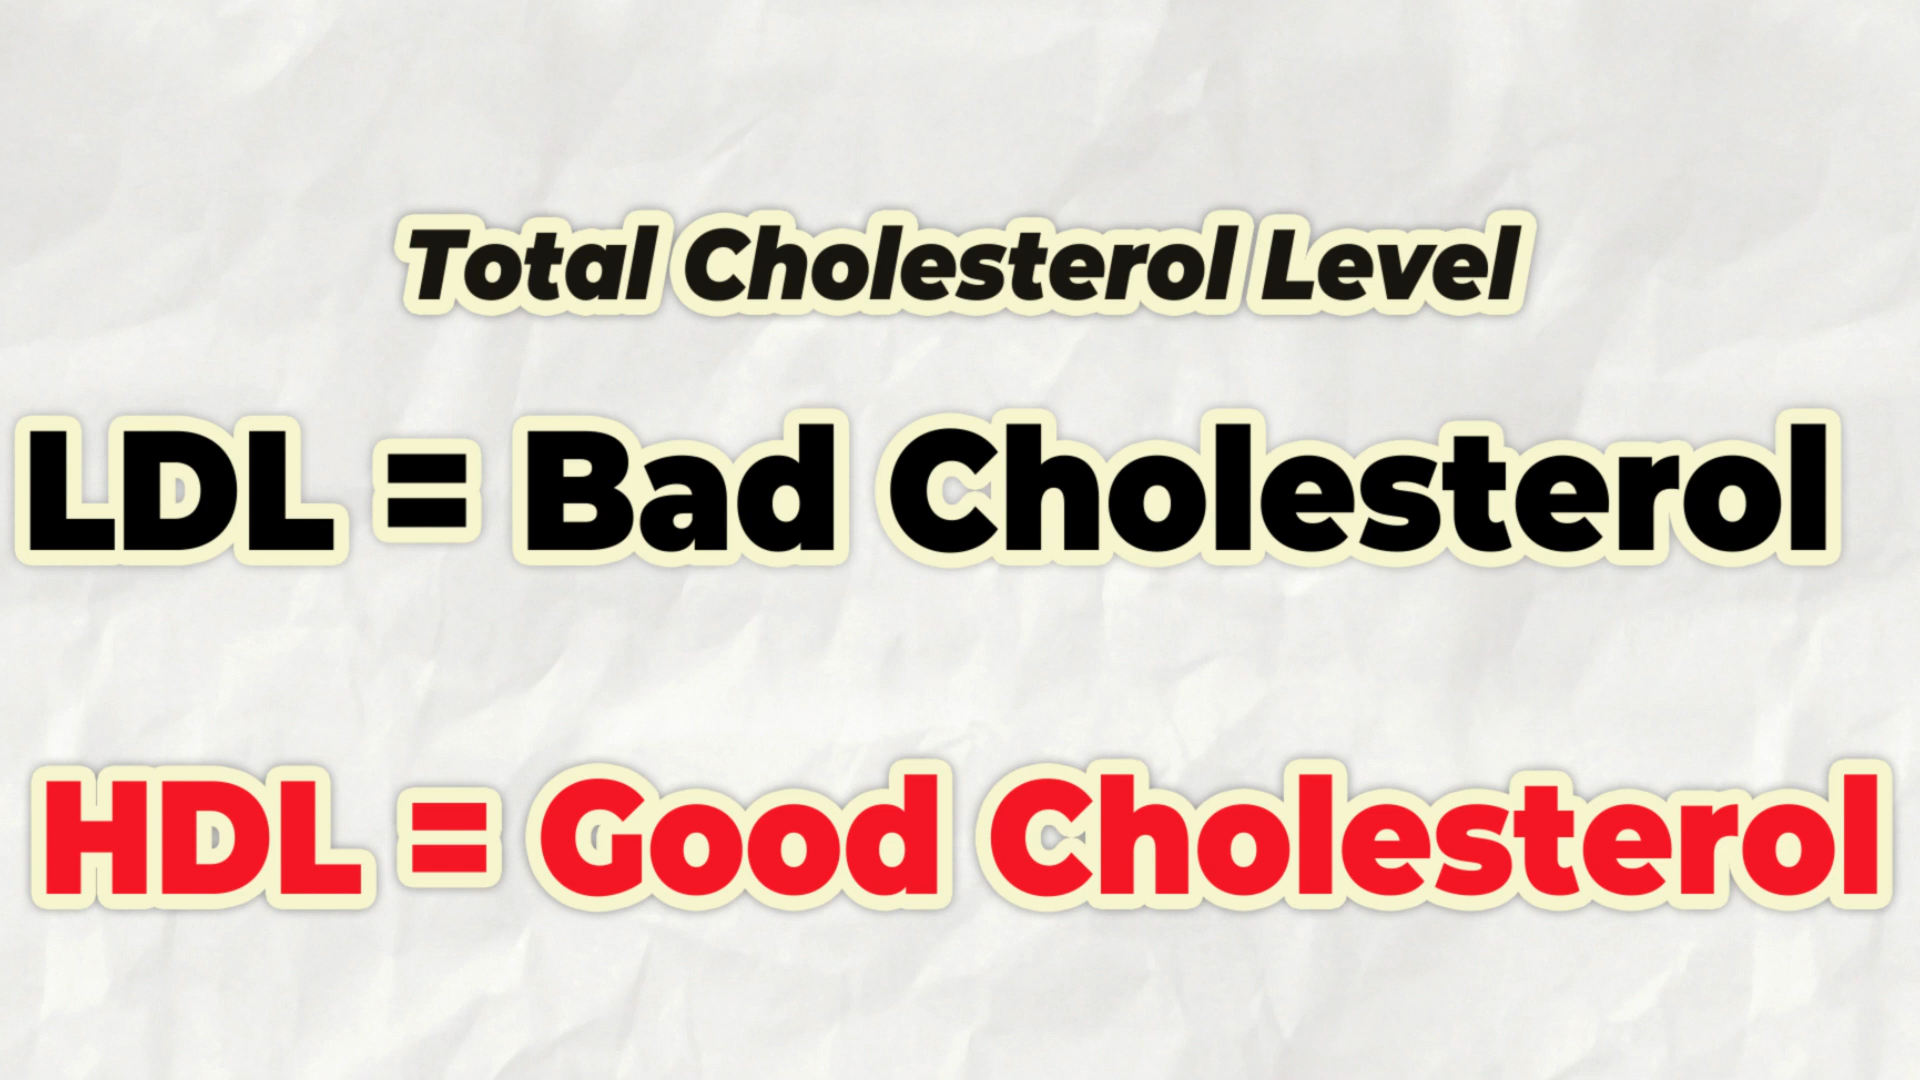 Total Cholesterol Level
LDL = Bad Cholesterol
HDL = Good Cholesterol